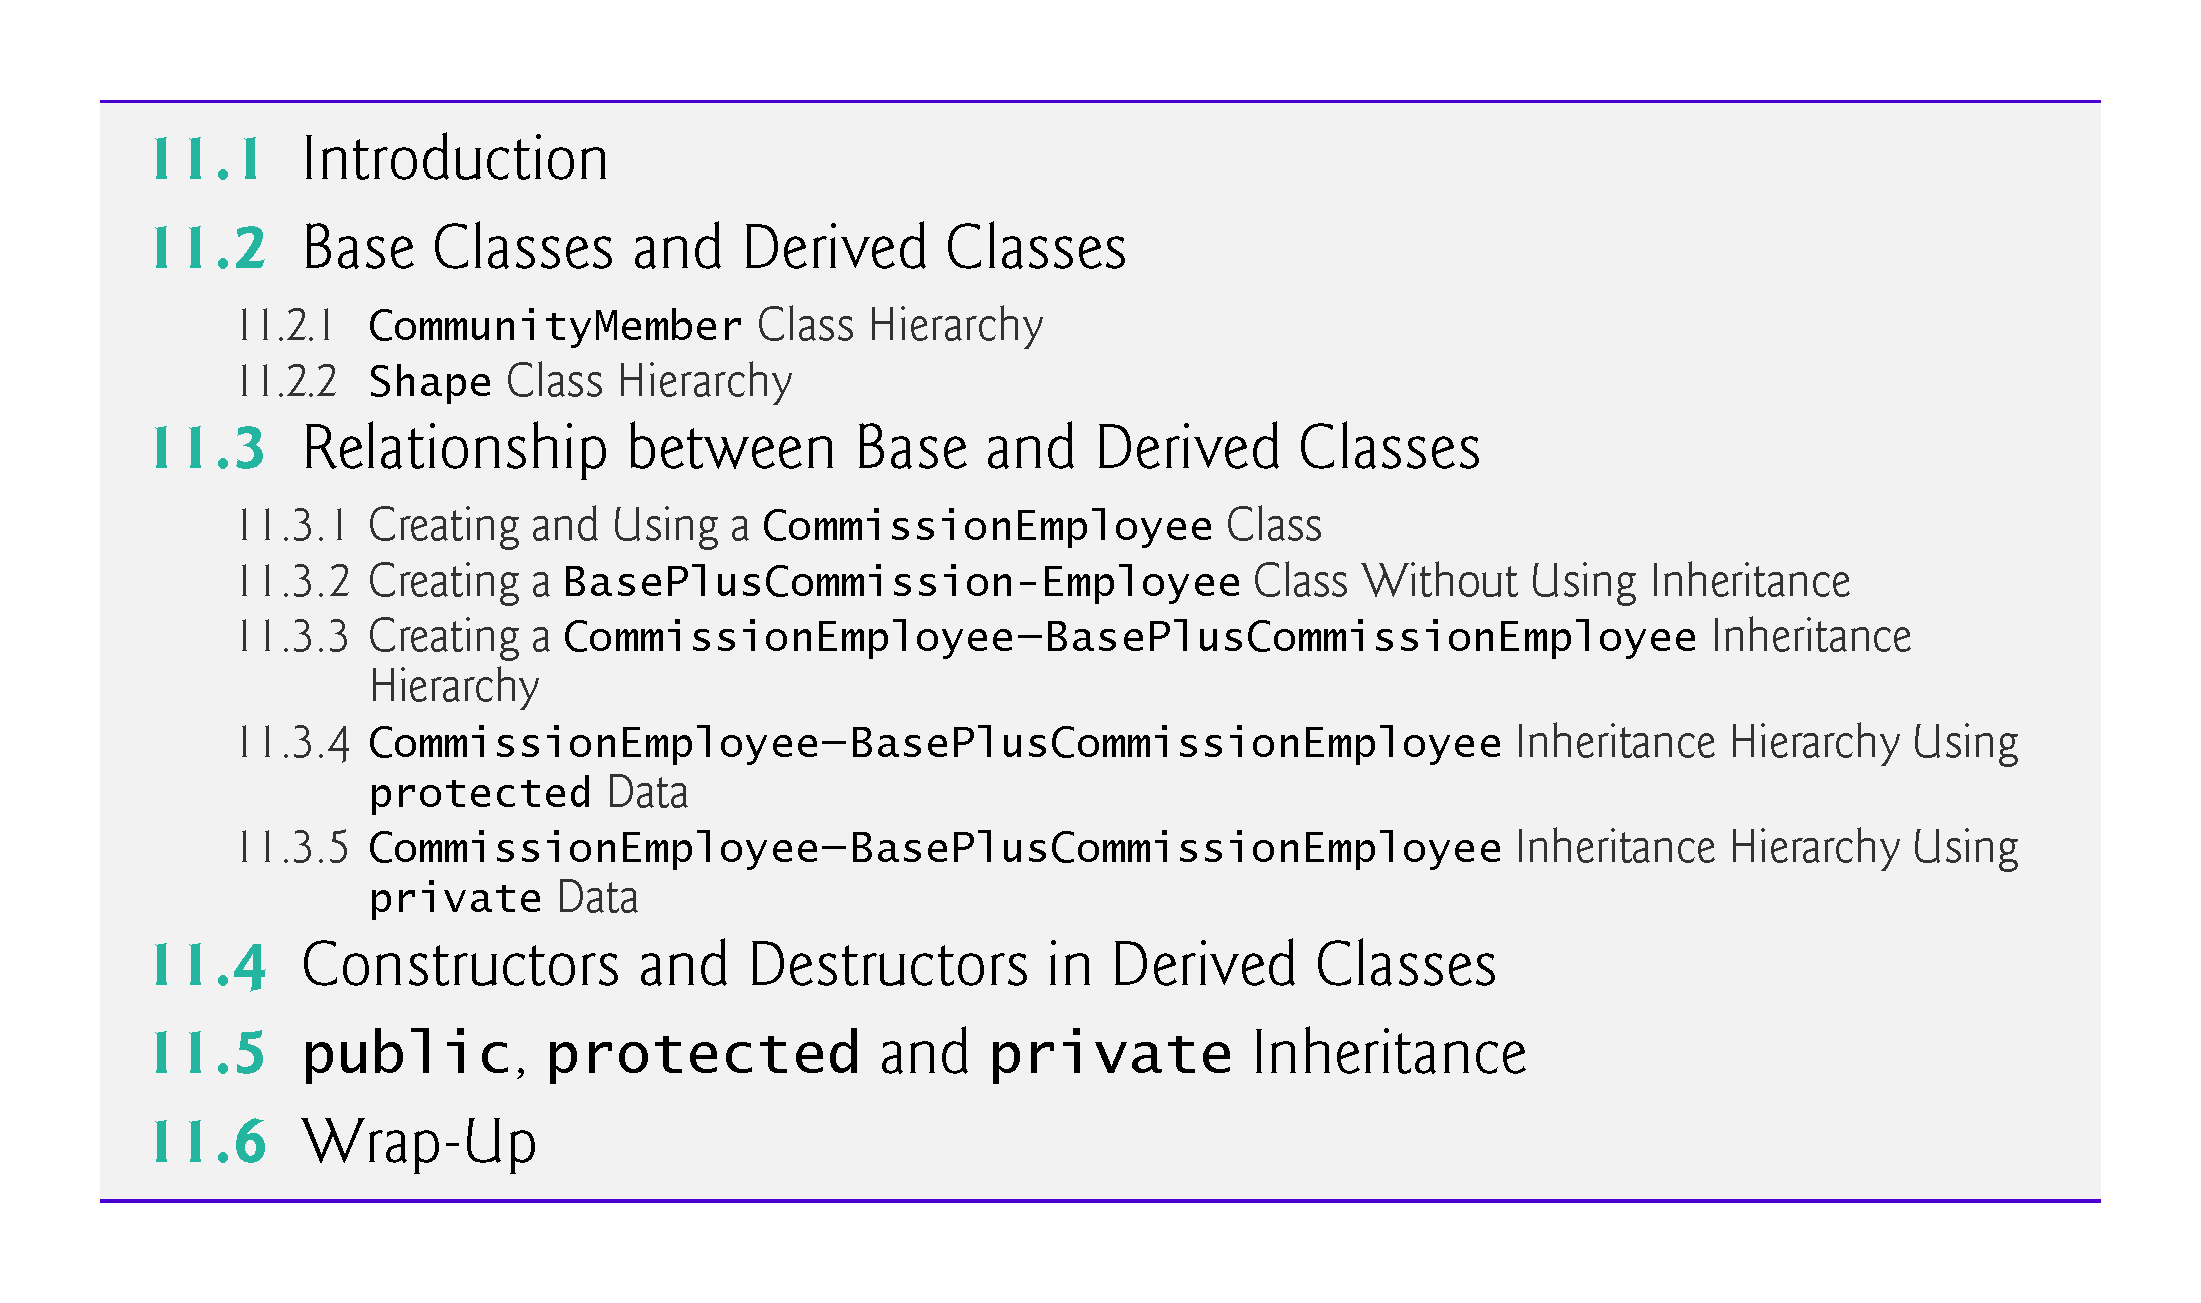 11.1 Introduction
11.2 Base Classes and Derived Classes
11.2.1 CommunityMember Class Hierarchy
11.2.2 Shape Class Hierarchy
11.3 Relationship between Base and Derived Classes
11.3.1 Creating and Using a CommissionEmployee Class
11.3.2 Creating a BasePlusCommission-Employee Class Without Using Inheritance
11.3.3 Creating a CommissionEmployee–BasePlusCommissionEmployee Inheritance
Hierarchy
11.3.4 CommissionEmployee–BasePlusCommissionEmployee Inheritance Hierarchy Using
protected Data
11.3.5 CommissionEmployee–BasePlusCommissionEmployee Inheritance Hierarchy Using
private Data
11.4 Constructors and Destructors in Derived Classes
11.5 public, protected and private Inheritance
11.6 Wrap-Up